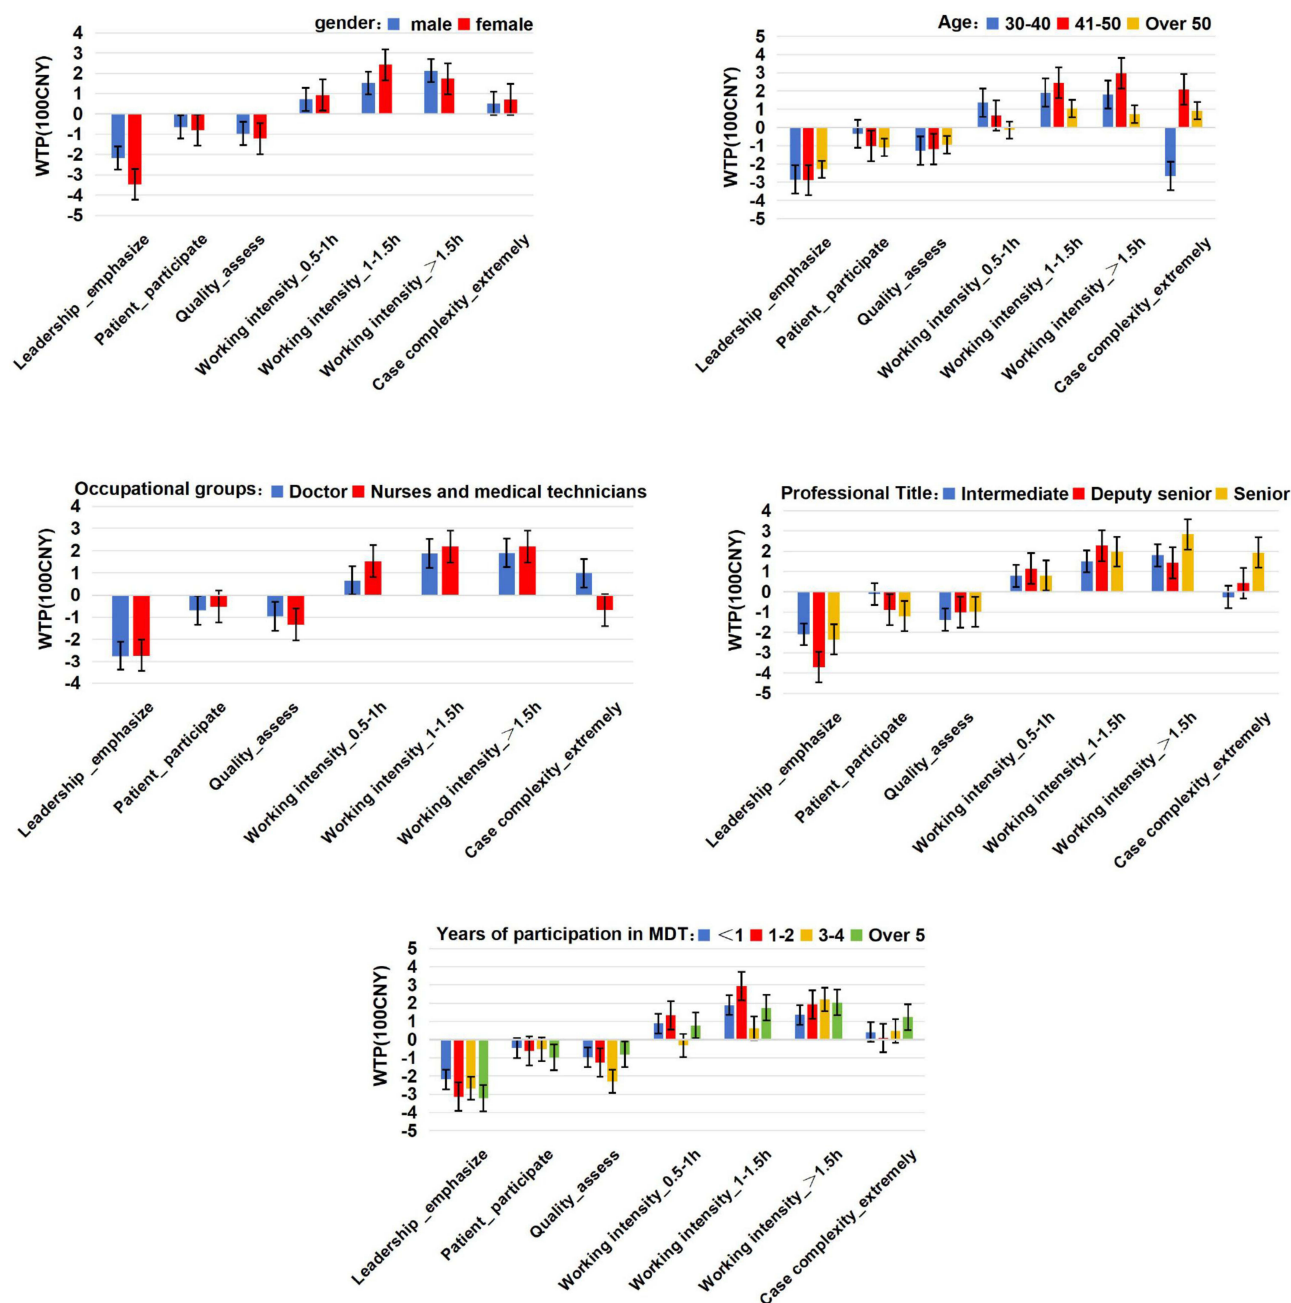 gender: male female
WTP(100CNY)
4
3
2
1
0
-1
-2
-3
-4
-5
Leadership _emphasize
Patient_ participate
Quality_assess
Working intensity_0.5-1h
Working intensity_1-1.5h
Working intensity_>1.5h
Case complexity_extremely
Age: 30-40 41-50 Over 50
WTP(100CNY)
5
4
3
2
1
0
-1
-2
-3
-4
-5
Leadership _emphasize
Patient_ participate
Quality_assess
Working intensity_0.5-1h
Working intensity_1-1.5h
Working intensity_>1.5h
Case complexity_extremely
Occupational groups: Doctor Nurses and medical technicians
WTP(100CNY)
4
3
2
1
0
-1
-2
-3
-4
Leadership _emphasize
Patient_ participate
Quality_assess
Working intensity_0.5-1h
Working intensity_1-1.5h
Working intensity_>1.5h
Case complexity_extremely
Professional Title: Intermediate Deputy senior Senior
WTP(100CNY)
4
3
2
1
0
-1
-2
-3
-4
-5
Leadership _emphasize
Patient_ participate
Quality_assess
Working intensity_0.5-1h
Working intensity_1-1.5h
Working intensity_>1.5h
Case complexity_extremely
Years of participation in MDT: <1 1-2 3-4 Over 5
WTP(100CNY)
5
4
3
2
1
0
-1
-2
-3
-4
-5
Leadership _emphasize
Patient_ participate
Quality_assess
Working intensity_0.5-1h
Working intensity_1-1.5h
Working intensity_>1.5h
Case complexity_extremely